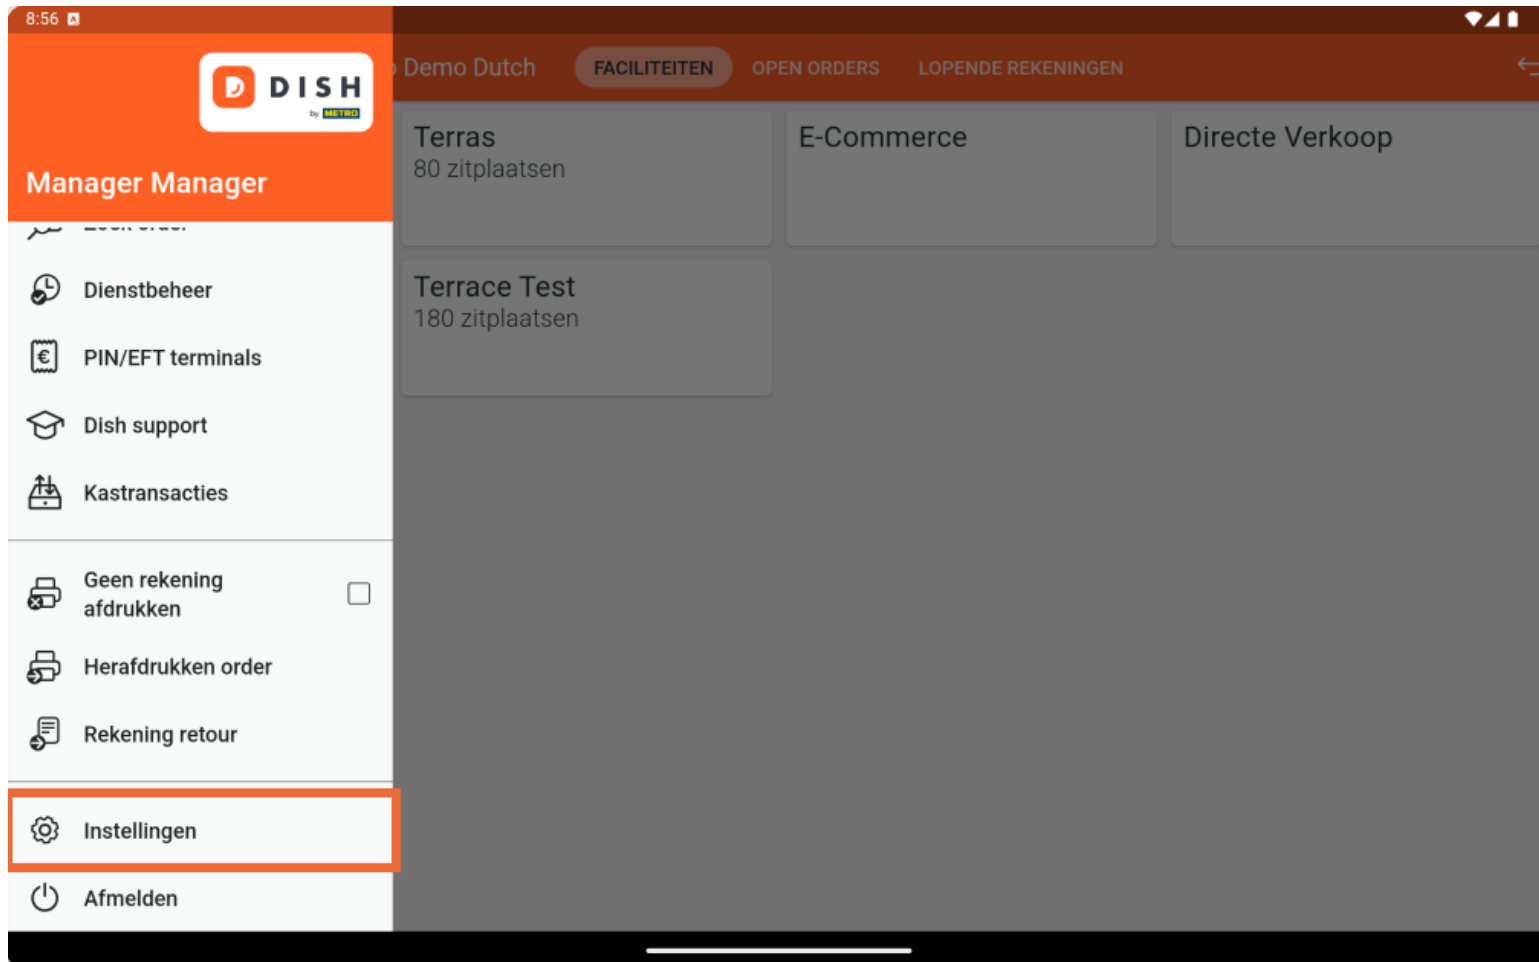 8:56
DISH
by METRO
Manager Manager
Demo Dutch
FACILITEITEN
OPEN ORDERS
LOPENDE REKENINGEN
Dienstbeheer
PIN/EFT terminals
Dish support
Kastransacties
Geen rekening
afdrukken
Herafdrukken order
Rekening retour
Instellingen
Afmelden
Terras
80 zitplaatsen
E-Commerce
Directe Verkoop
Terrace Test
180 zitplaatsen